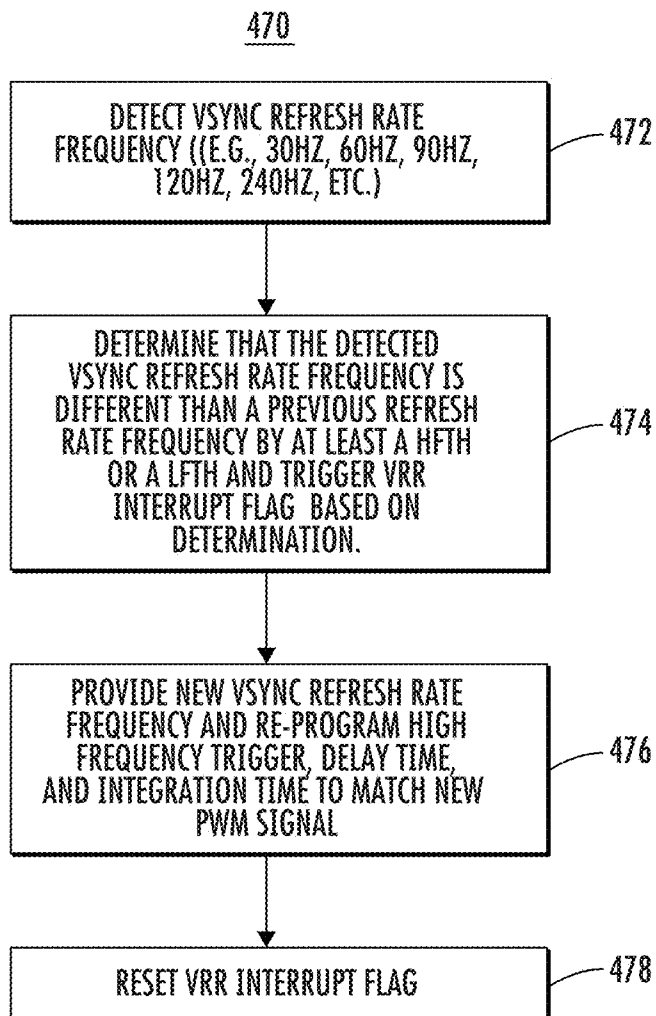 470
DETECT VSYNC REFRESH RATE
FREQUENCY ((E.G., 30HZ, 60HZ, 90HZ,
120HZ, 240HZ, ETC.)
472
DETERMINE THAT THE DETECTED
VSYNC REFRESH RATE FREQUENCY IS
DIFFERENT THAN A PREVIOUS REFRESH
RATE FREQUENCY BY AT LEAST A HFTH
OR A LFTH AND TRIGGER VRR
INTERRUPT FLAG BASED ON
DETERMINATION.
474
PROVIDE NEW VSYNC REFRESH RATE
FREQUENCY AND RE-PROGRAM HIGH
FREQUENCY TRIGGER, DELAY TIME,
AND INTEGRATION TIME TO MATCH NEW
PWM SIGNAL
476
RESET VRR INTERRUPT FLAG
478